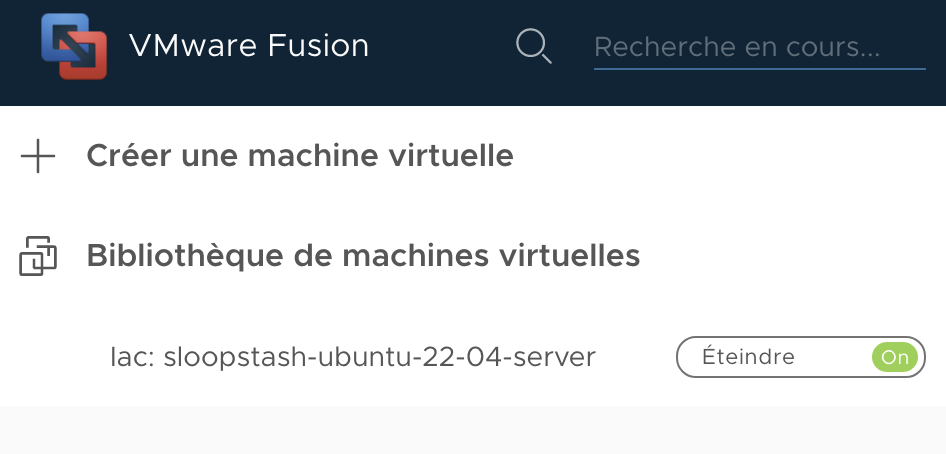 VMware Fusion
Recherche en cours...
Créer une machine virtuelle
Bibliothèque de machines virtuelles
lac: sloopstash-ubuntu-22-04-server
Éteindre On